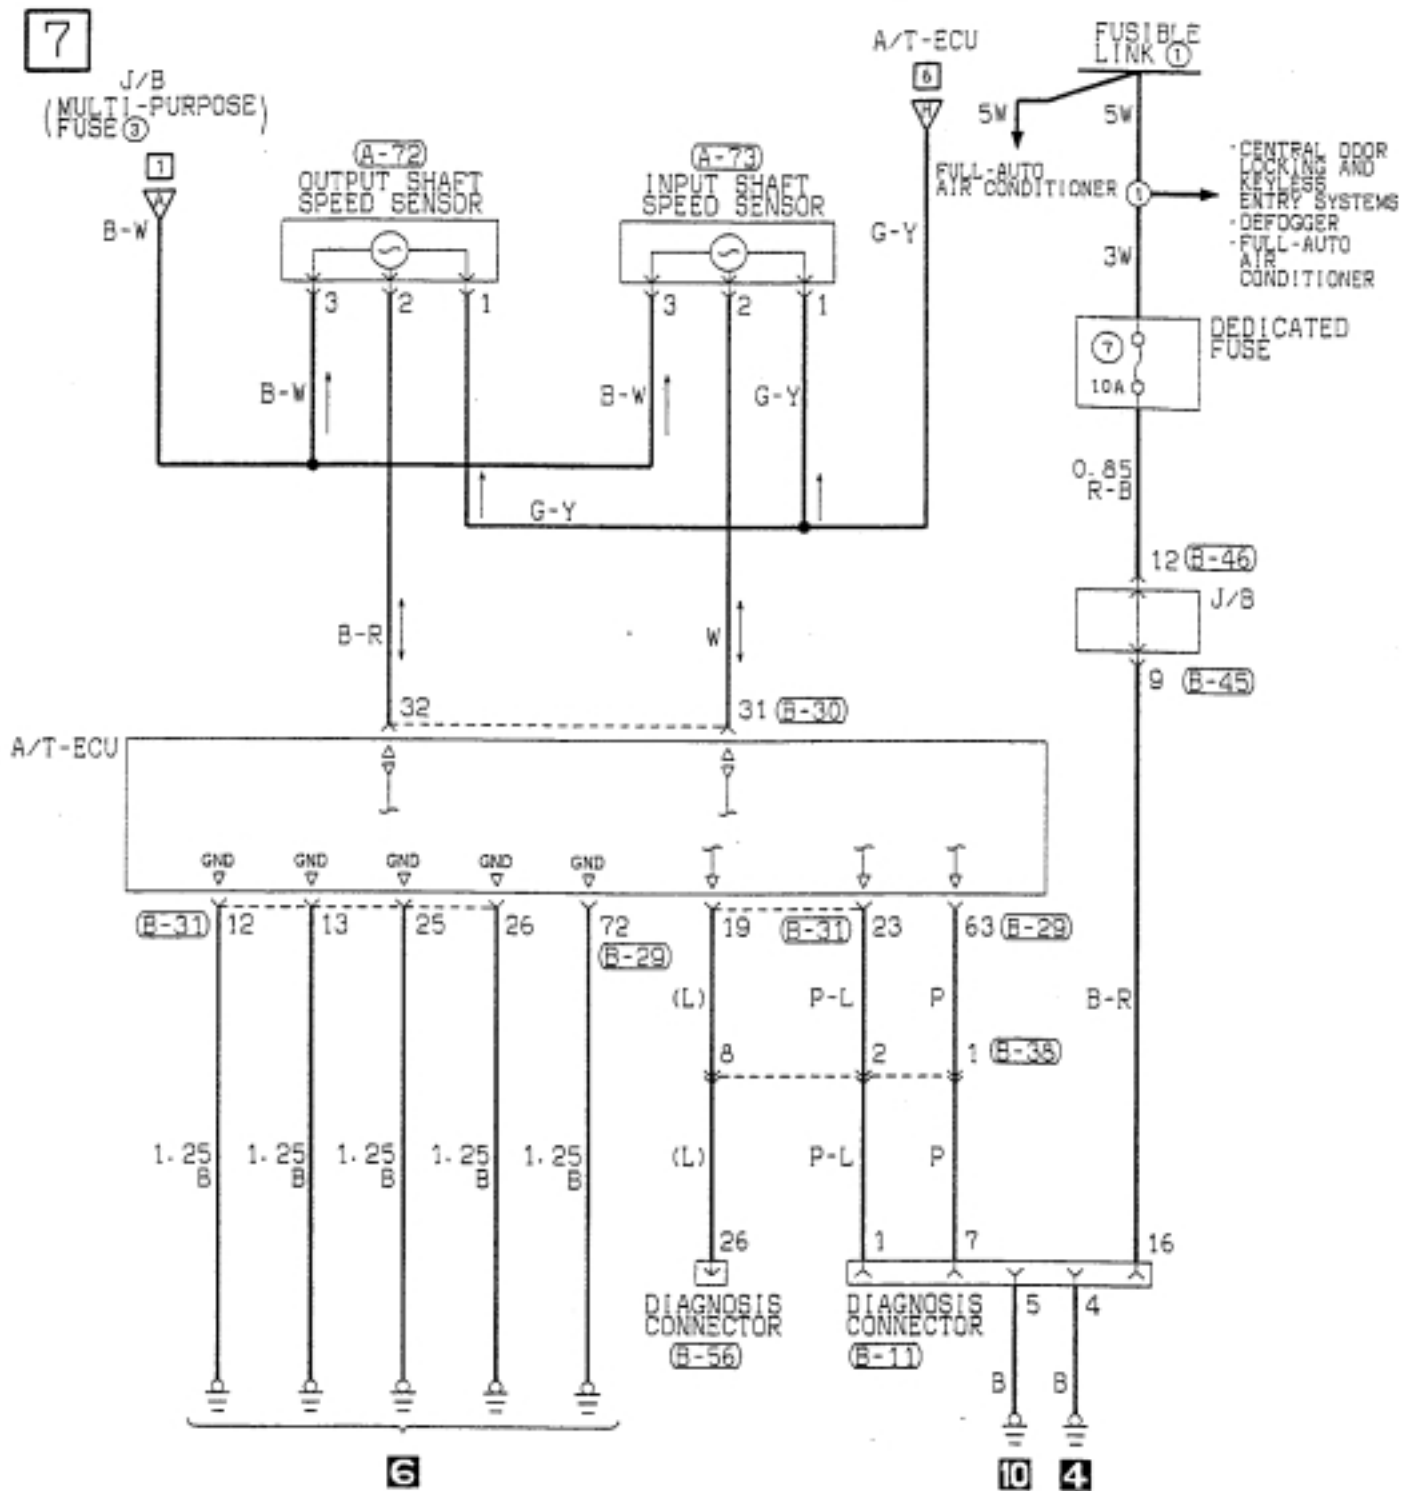 7
J/B
(MULTI-PURPOSE)
FUSE ③
1
A
B-W
A-72
OUTPUT SHAFT
SPEED SENSOR
3 2 1
A-73
INPUT SHAFT
SPEED SENSOR
3 2 1
A/T-ECU
6
H
G-Y
FUSIBLE
LINK ①
5W
5W
FULL-AUTO
AIR CONDITIONER
①
·CENTRAL DOOR
LOCKING AND
KEYLESS
ENTRY SYSTEMS
·DEFOGGER
·FULL-AUTO
AIR
CONDITIONER
3W
DEDICATED
FUSE
⑦
10A
B-W
B-W
G-Y
G-Y
0.85
R-B
12 B-46
J/B
9 B-45
B-R
W
32
31 B-30
A/T-ECU
GND GND GND GND GND
B-31 12 13 25 26 72
B-29
19 B-31 23 63 B-29
(L) P-L P B-R
8 2 1 B-38
1.25 1.25 1.25 1.25 1.25
B B B B B
(L) P-L P
26 1 7 16
DIAGNOSIS
CONNECTOR
B-56
DIAGNOSIS
CONNECTOR
B-11
5 4
B B
6
10 4